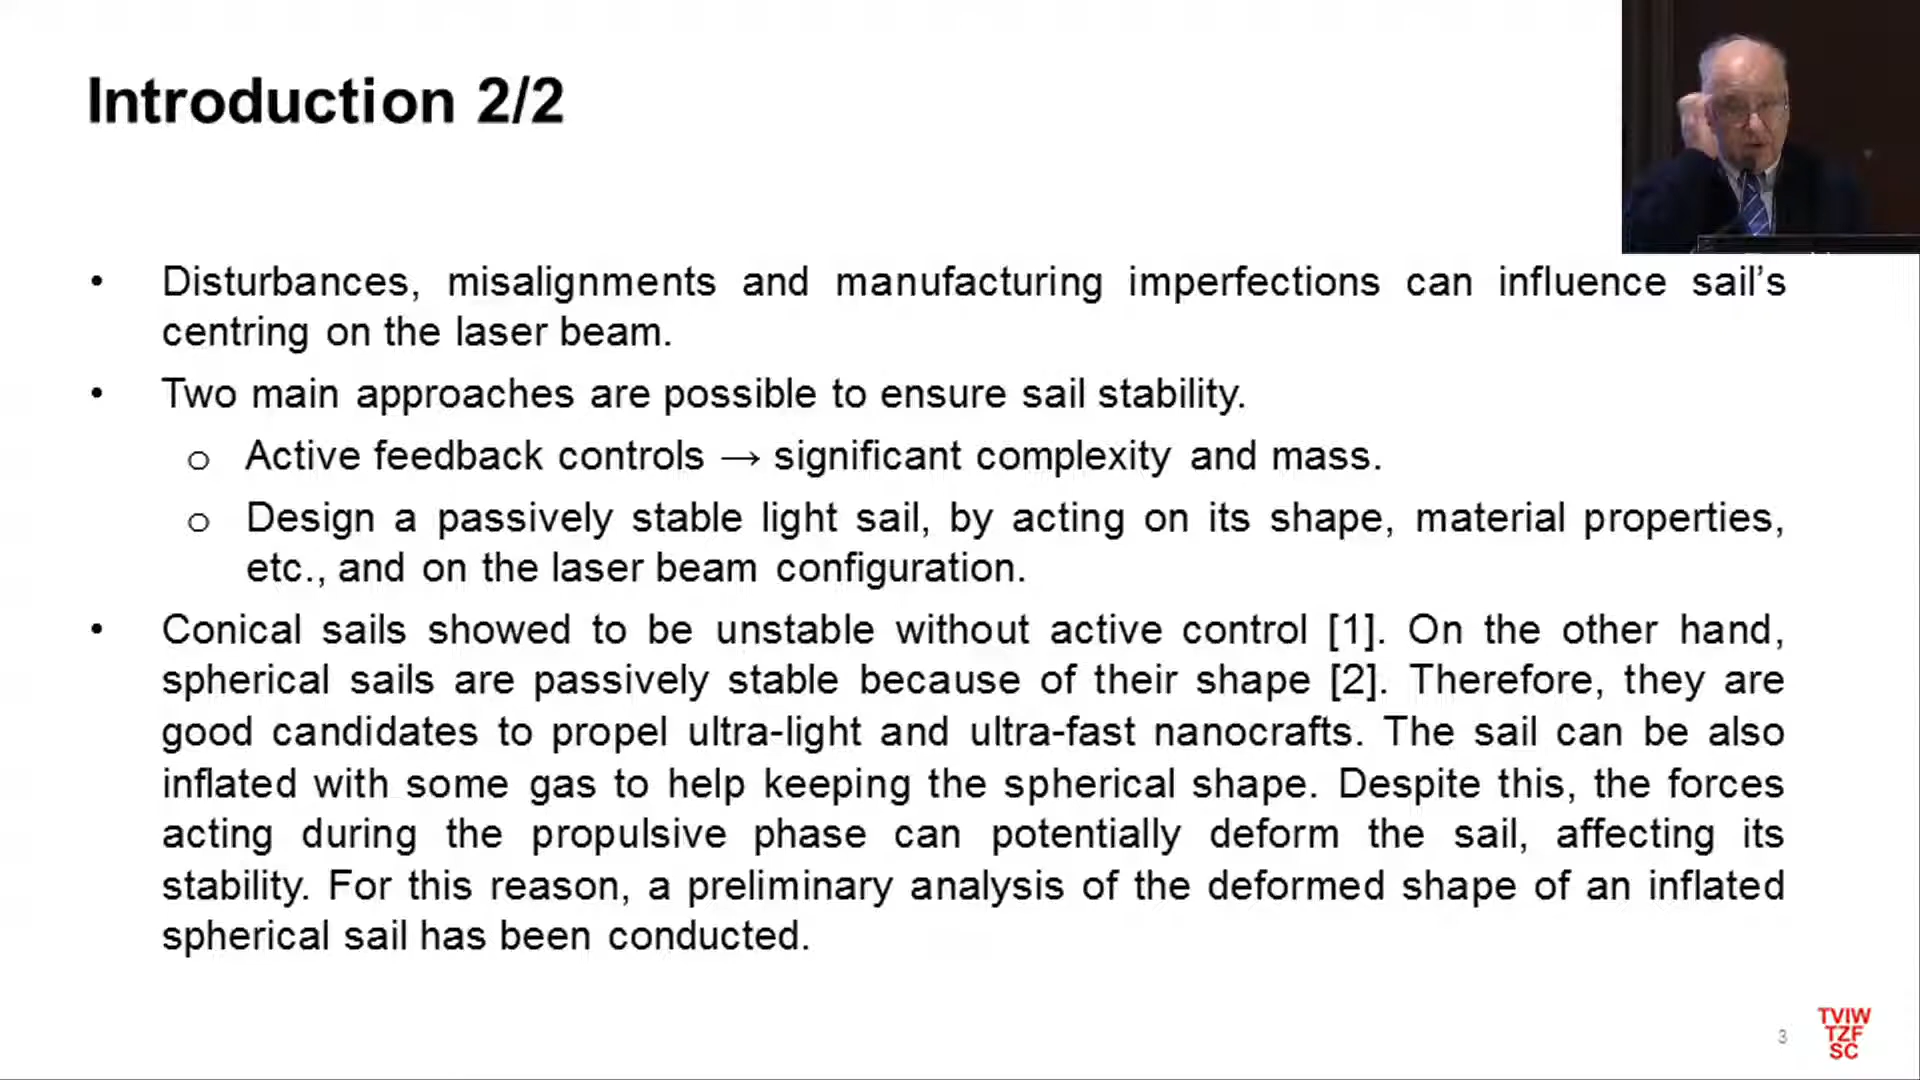 Introduction 2/2
• Disturbances, misalignments and manufacturing imperfections can influence sail's
centring on the laser beam.
• Two main approaches are possible to ensure sail stability.
o Active feedback controls → significant complexity and mass.
o Design a passively stable light sail, by acting on its shape, material properties,
etc., and on the laser beam configuration.
• Conical sails showed to be unstable without active control [1]. On the other hand,
spherical sails are passively stable because of their shape [2]. Therefore, they are
good candidates to propel ultra-light and ultra-fast nanocrafts. The sail can be also
inflated with some gas to help keeping the spherical shape. Despite this, the forces
acting during the propulsive phase can potentially deform the sail, affecting its
stability. For this reason, a preliminary analysis of the deformed shape of an inflated
spherical sail has been conducted.
3
TVIW
TZF
SC